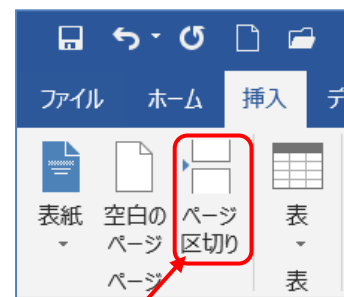 ファイル ホーム 挿入 デ
表紙 空白の ページ 表
ページ 区切り
ページ 表